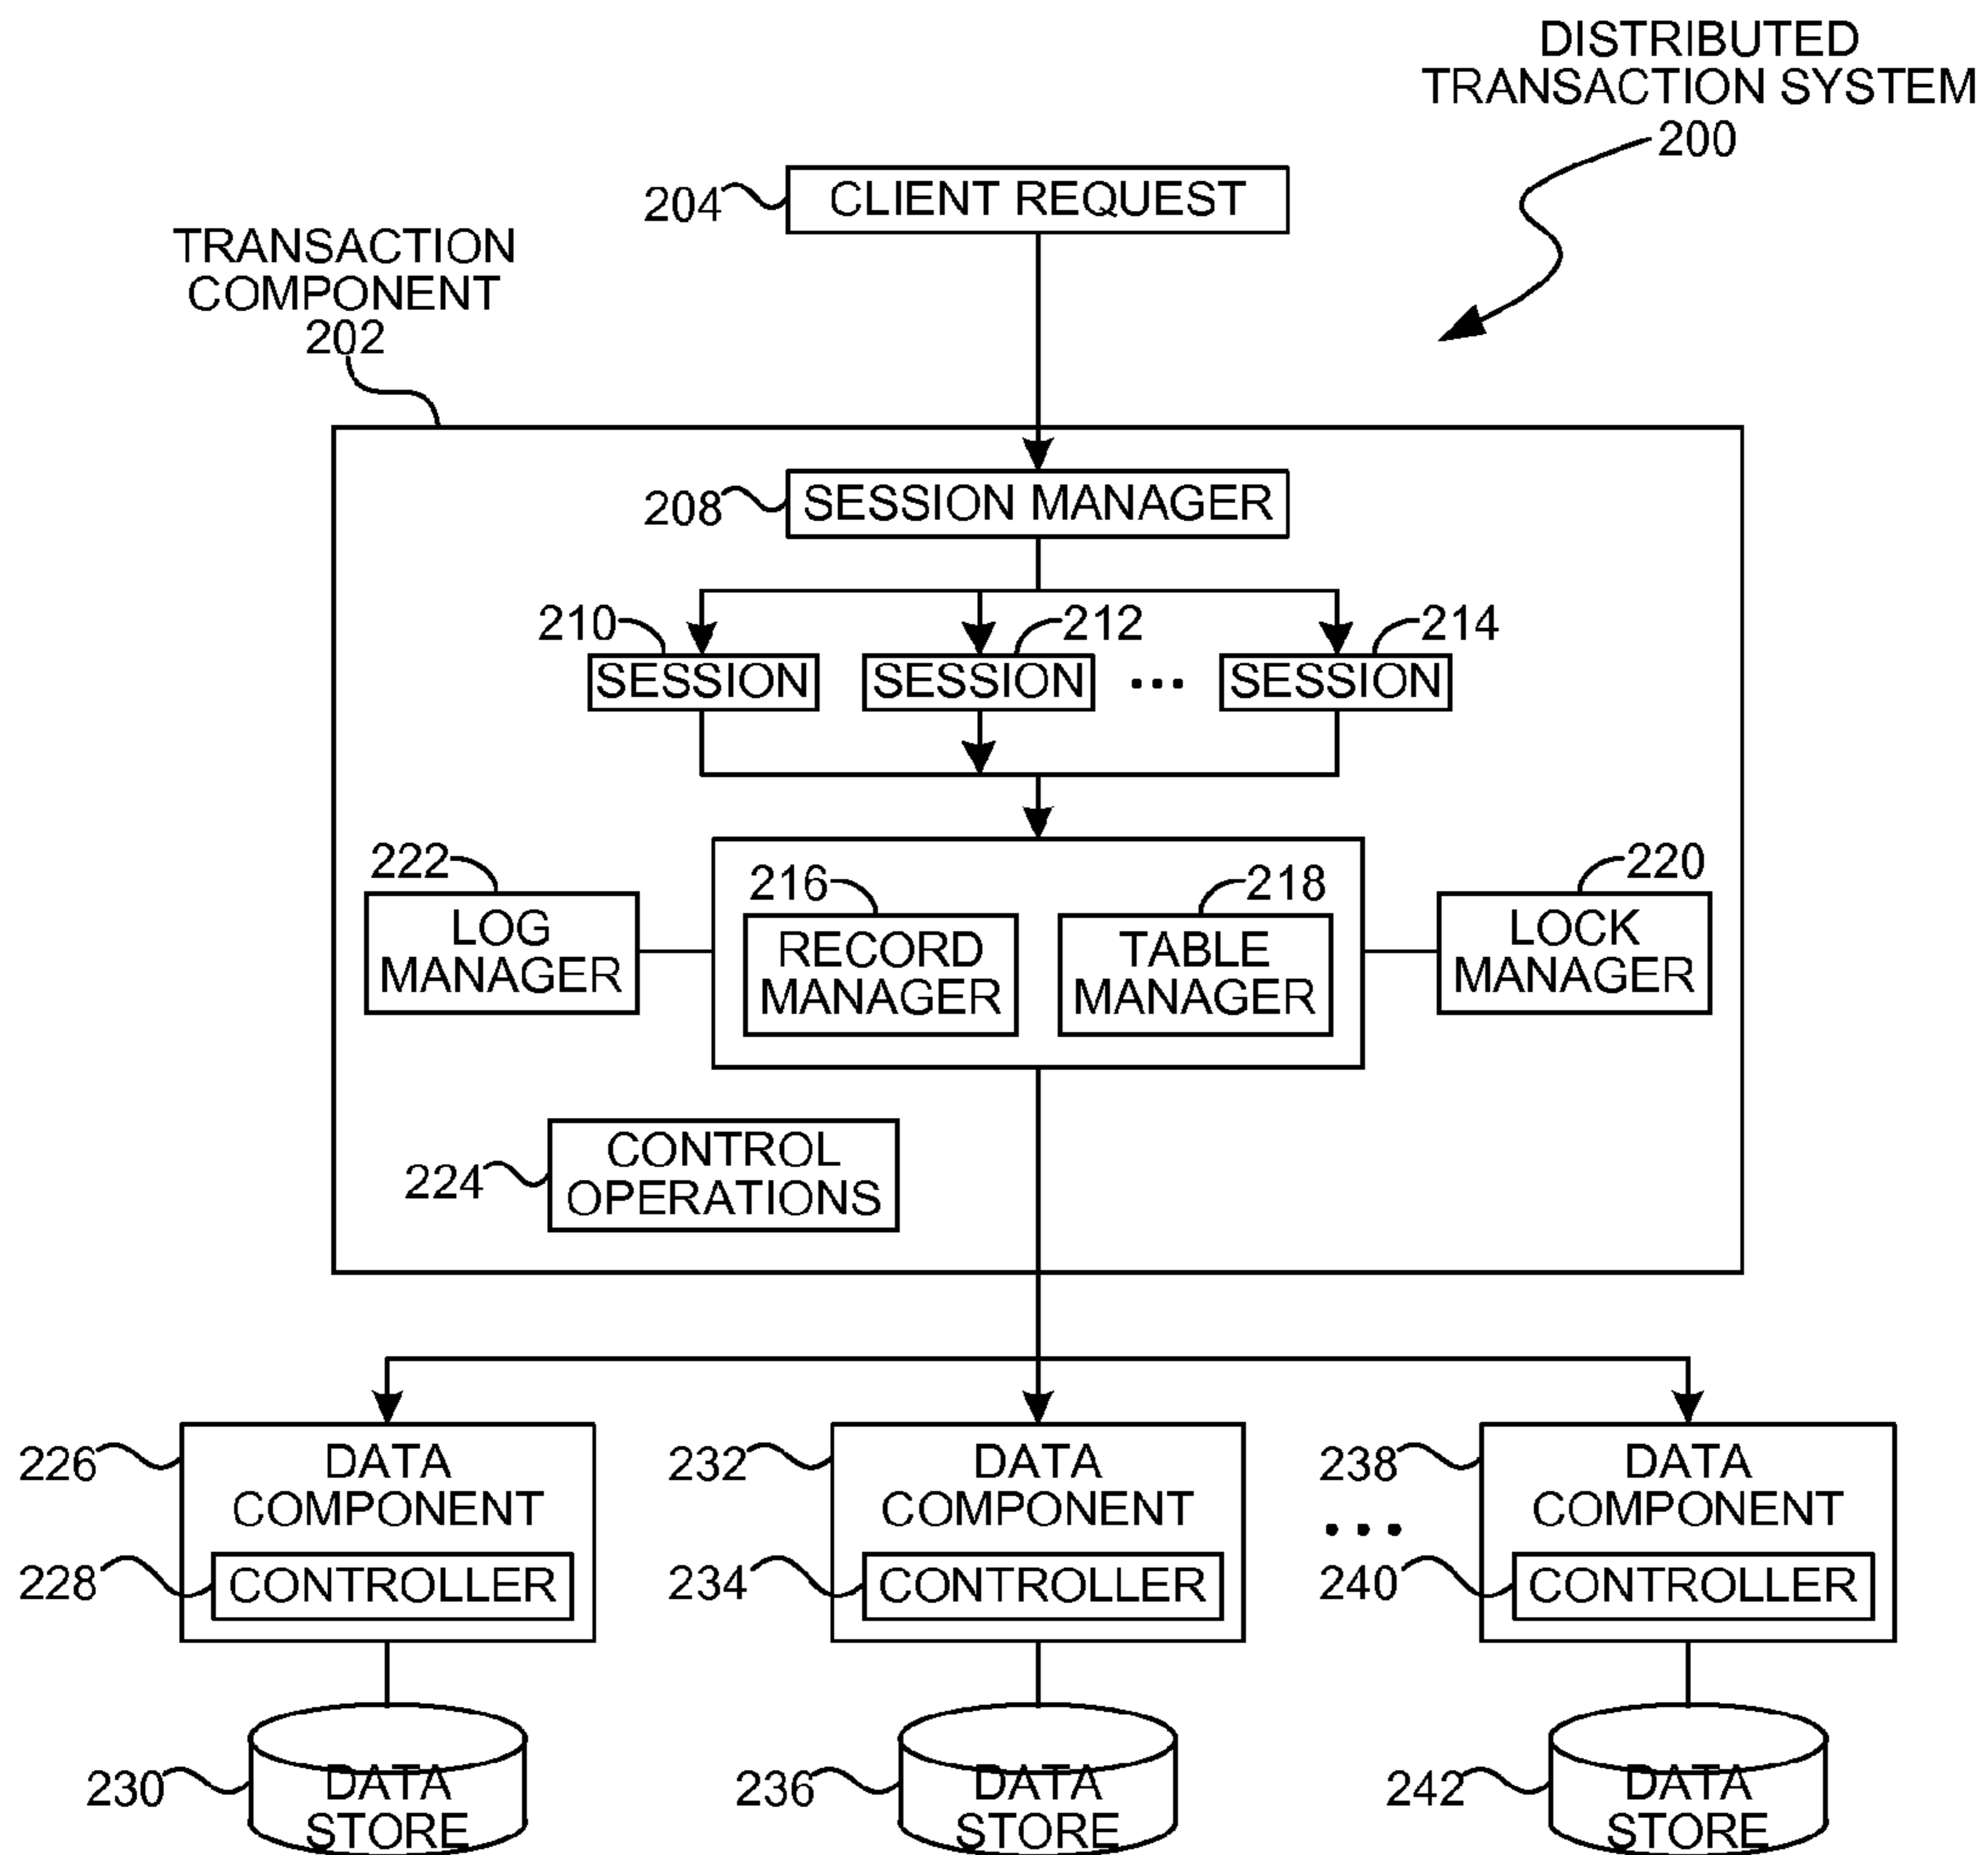 DISTRIBUTED
TRANSACTION SYSTEM
200
204
CLIENT REQUEST
TRANSACTION
COMPONENT
202
208
SESSION MANAGER
210
212
214
SESSION
SESSION
...
SESSION
222
216
218
220
LOG
MANAGER
RECORD
MANAGER
TABLE
MANAGER
LOCK
MANAGER
224
CONTROL
OPERATIONS
226
DATA
COMPONENT
228
CONTROLLER
232
DATA
COMPONENT
234
CONTROLLER
...
238
DATA
COMPONENT
240
CONTROLLER
230
DATA
STORE
236
DATA
STORE
242
DATA
STORE